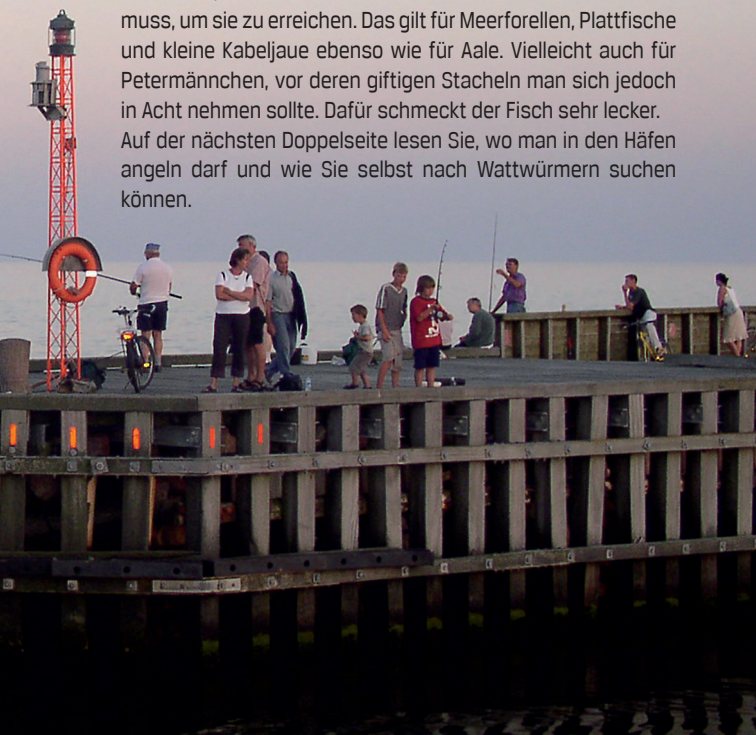 muss, um sie zu erreichen. Das gilt für Meerforellen, Plattfische
und kleine Kabeljaue ebenso wie für Aale. Vielleicht auch für
Petermännchen, vor deren giftigen Stacheln man sich jedoch
in Acht nehmen sollte. Dafür schmeckt der Fisch sehr lecker.
Auf der nächsten Doppelseite lesen Sie, wo man in den Häfen
angeln darf und wie Sie selbst nach Wattwürmern suchen
können.